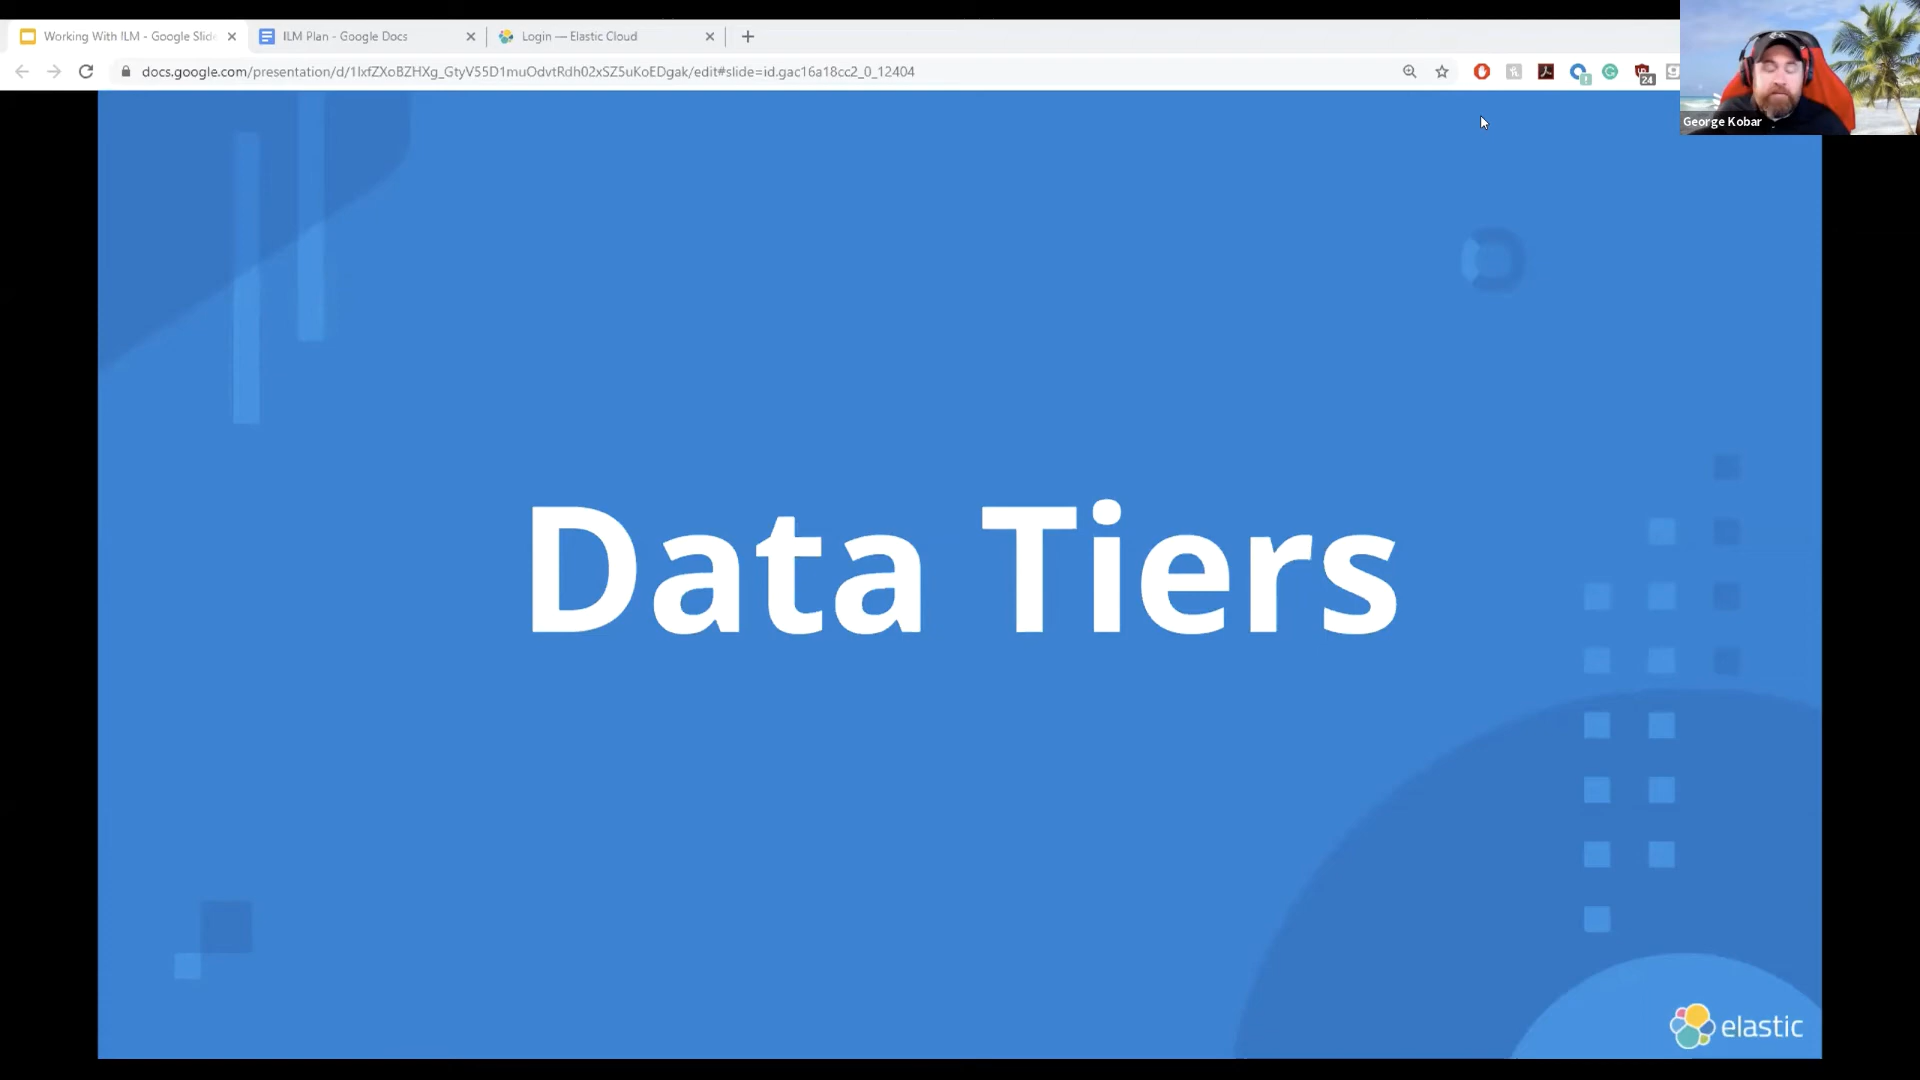 Working With ILM - Google Slide
ILM Plan - Google Docs
Login — Elastic Cloud
docs.google.com/presentation/d/1lxfZXoBZHXg_GtyV55D1muOdvtRdh02xSZ5uKoEDgak/edit#slide=id.gac16a18cc2_0_12404
24
George Kobar
Data Tiers
elastic